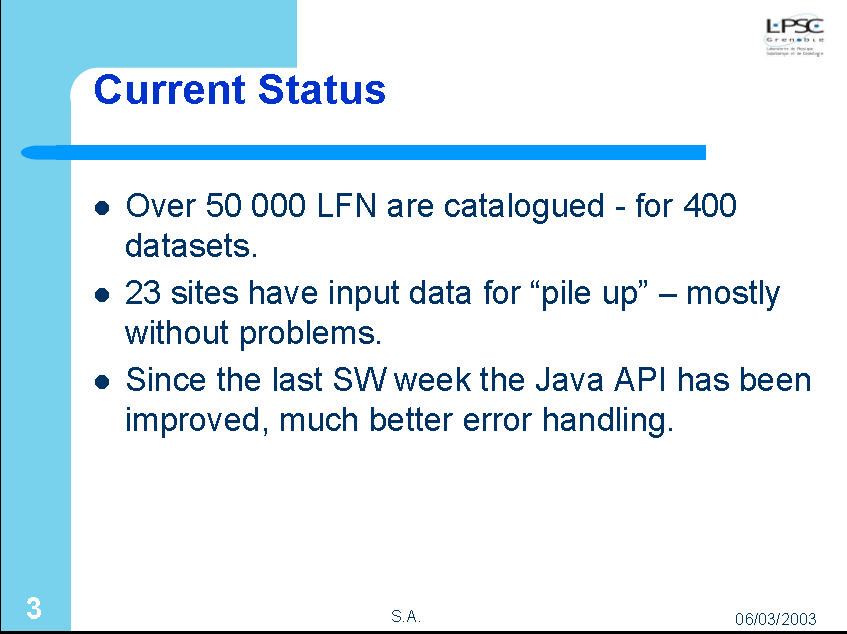 LPSC
Grenoble
Laboratoire de Physique
Subatomique et de Cosmologie
Current Status
Over 50 000 LFN are catalogued - for 400
datasets.
23 sites have input data for “pile up” – mostly
without problems.
Since the last SW week the Java API has been
improved, much better error handling.
3
S.A.
06/03/2003